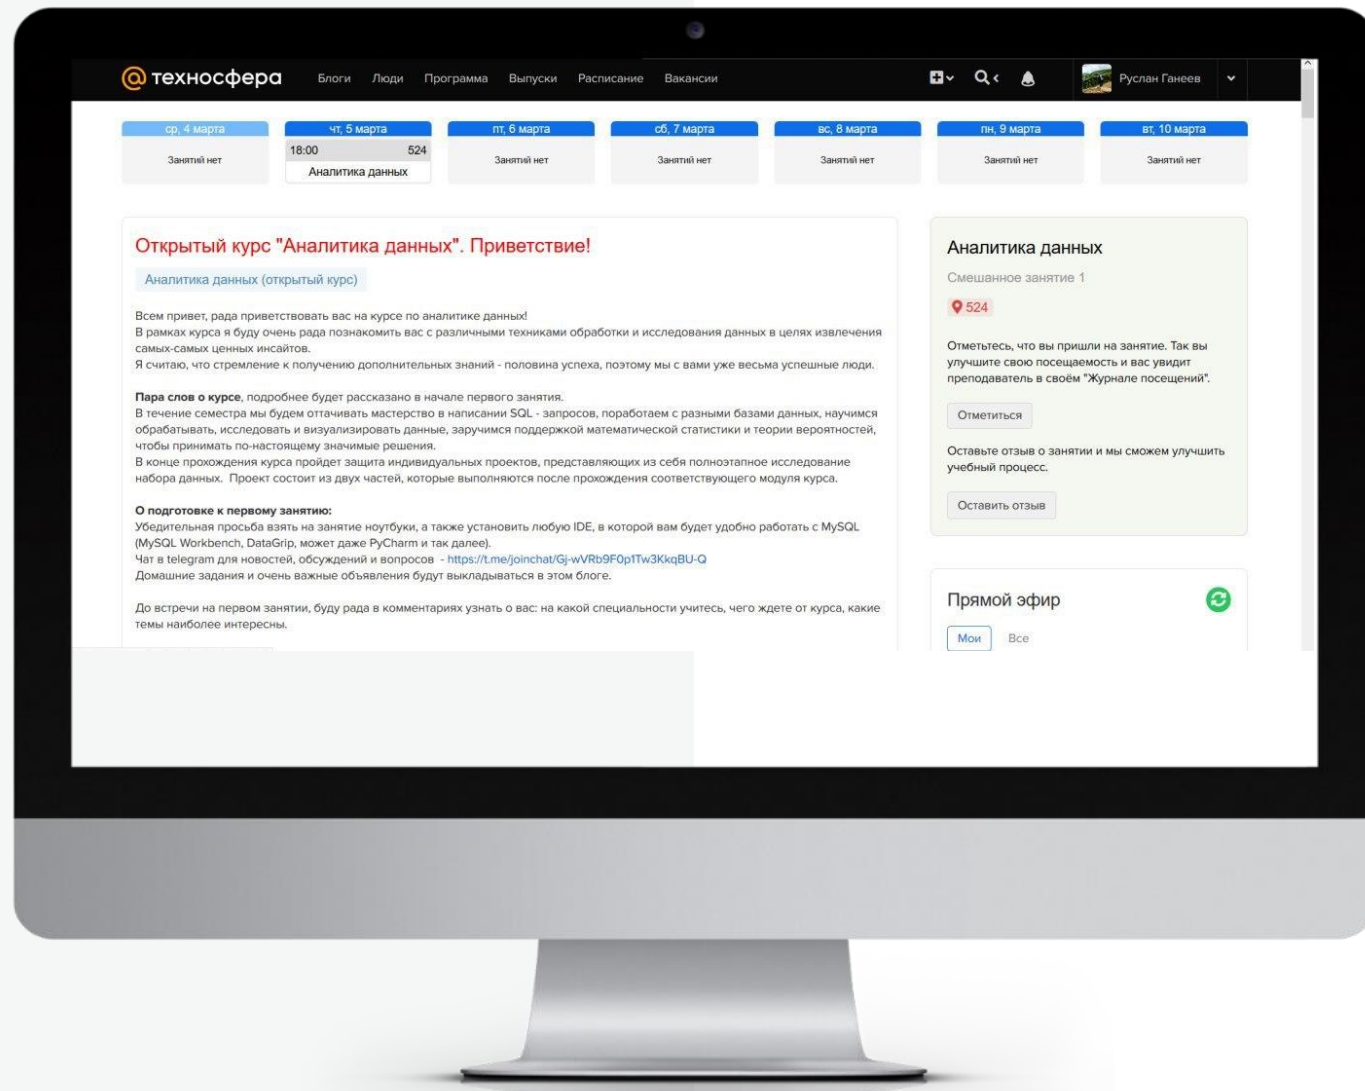 @ техносфера Блоги Люди Программа Выпуски Расписание Вакансии Руслан Ганеев
ср, 4 марта чт, 5 марта пт, 6 марта сб, 7 марта вс, 8 марта пн, 9 марта вт, 10 марта
Занятий нет
18:00 524
Аналитика данных
Занятий нет
Занятий нет
Занятий нет
Занятий нет
Занятий нет
Открытый курс "Аналитика данных". Приветствие!
Аналитика данных (открытый курс)
Всем привет, рада приветствовать вас на курсе по аналитике данных!
В рамках курса я буду очень рада познакомить вас с различными техниками обработки и исследования данных в целях извлечения
самых-самых ценных инсайтов.
Я считаю, что стремление к получению дополнительных знаний - половина успеха, поэтому мы с вами уже весьма успешные люди.
Пара слов о курсе, подробнее будет рассказано в начале первого занятия.
В течение семестра мы будем оттачивать мастерство в написании SQL - запросов, поработаем с разными базами данных, научимся
обрабатывать, исследовать и визуализировать данные, заручимся поддержкой математической статистики и теории вероятностей,
чтобы принимать по-настоящему значимые решения.
В конце прохождения курса пройдет защита индивидуальных проектов, представляющих из себя полноэтапное исследование
набора данных. Проект состоит из двух частей, которые выполняются после прохождения соответствующего модуля курса.
О подготовке к первому занятию:
Убедительная просьба взять на занятие ноутбуки, а также установить любую IDE, в которой вам будет удобно работать с MySQL
(MySQL Workbench, DataGrip, может даже PyCharm и так далее).
Чат в telegram для новостей, обсуждений и вопросов - https://t.me/joinchat/Gj-wVRb9F0p1Tw3KkqBU-Q
Домашние задания и очень важные объявления будут выкладываться в этом блоге.
До встречи на первом занятии, буду рада в комментариях узнать о вас: на какой специальности учитесь, чего ждете от курса, какие
темы наиболее интересны.
Аналитика данных
Смешанное занятие 1
524
Отметьтесь, что вы пришли на занятие. Так вы
улучшите свою посещаемость и вас увидит
преподаватель в своём "Журнале посещений".
Отметиться
Оставьте отзыв о занятии и мы сможем улучшить
учебный процесс.
Оставить отзыв
Прямой эфир
Мои Все